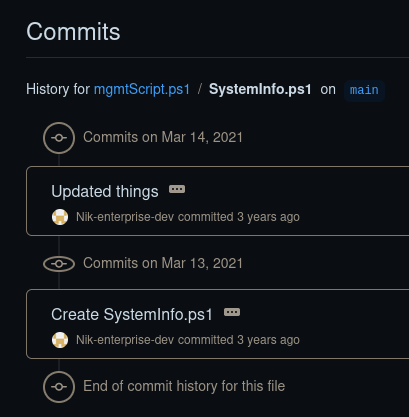 Commits
History for mgmtScript.ps1 / SystemInfo.ps1 on main
Commits on Mar 14, 2021
Updated things
Nik-enterprise-dev committed 3 years ago
Commits on Mar 13, 2021
Create SystemInfo.ps1
Nik-enterprise-dev committed 3 years ago
End of commit history for this file